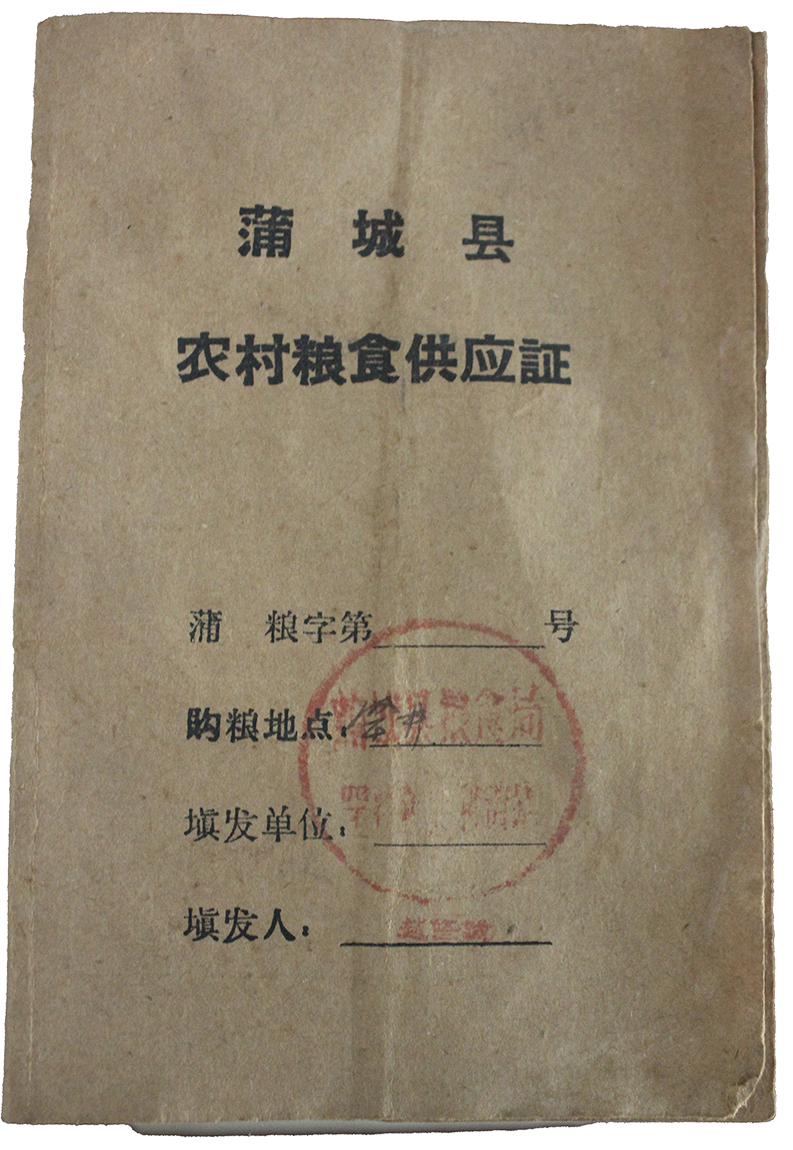 蒲城县
农村粮食供应証
蒲 粮字第 号
购粮地点:
填发单位:
填发人: